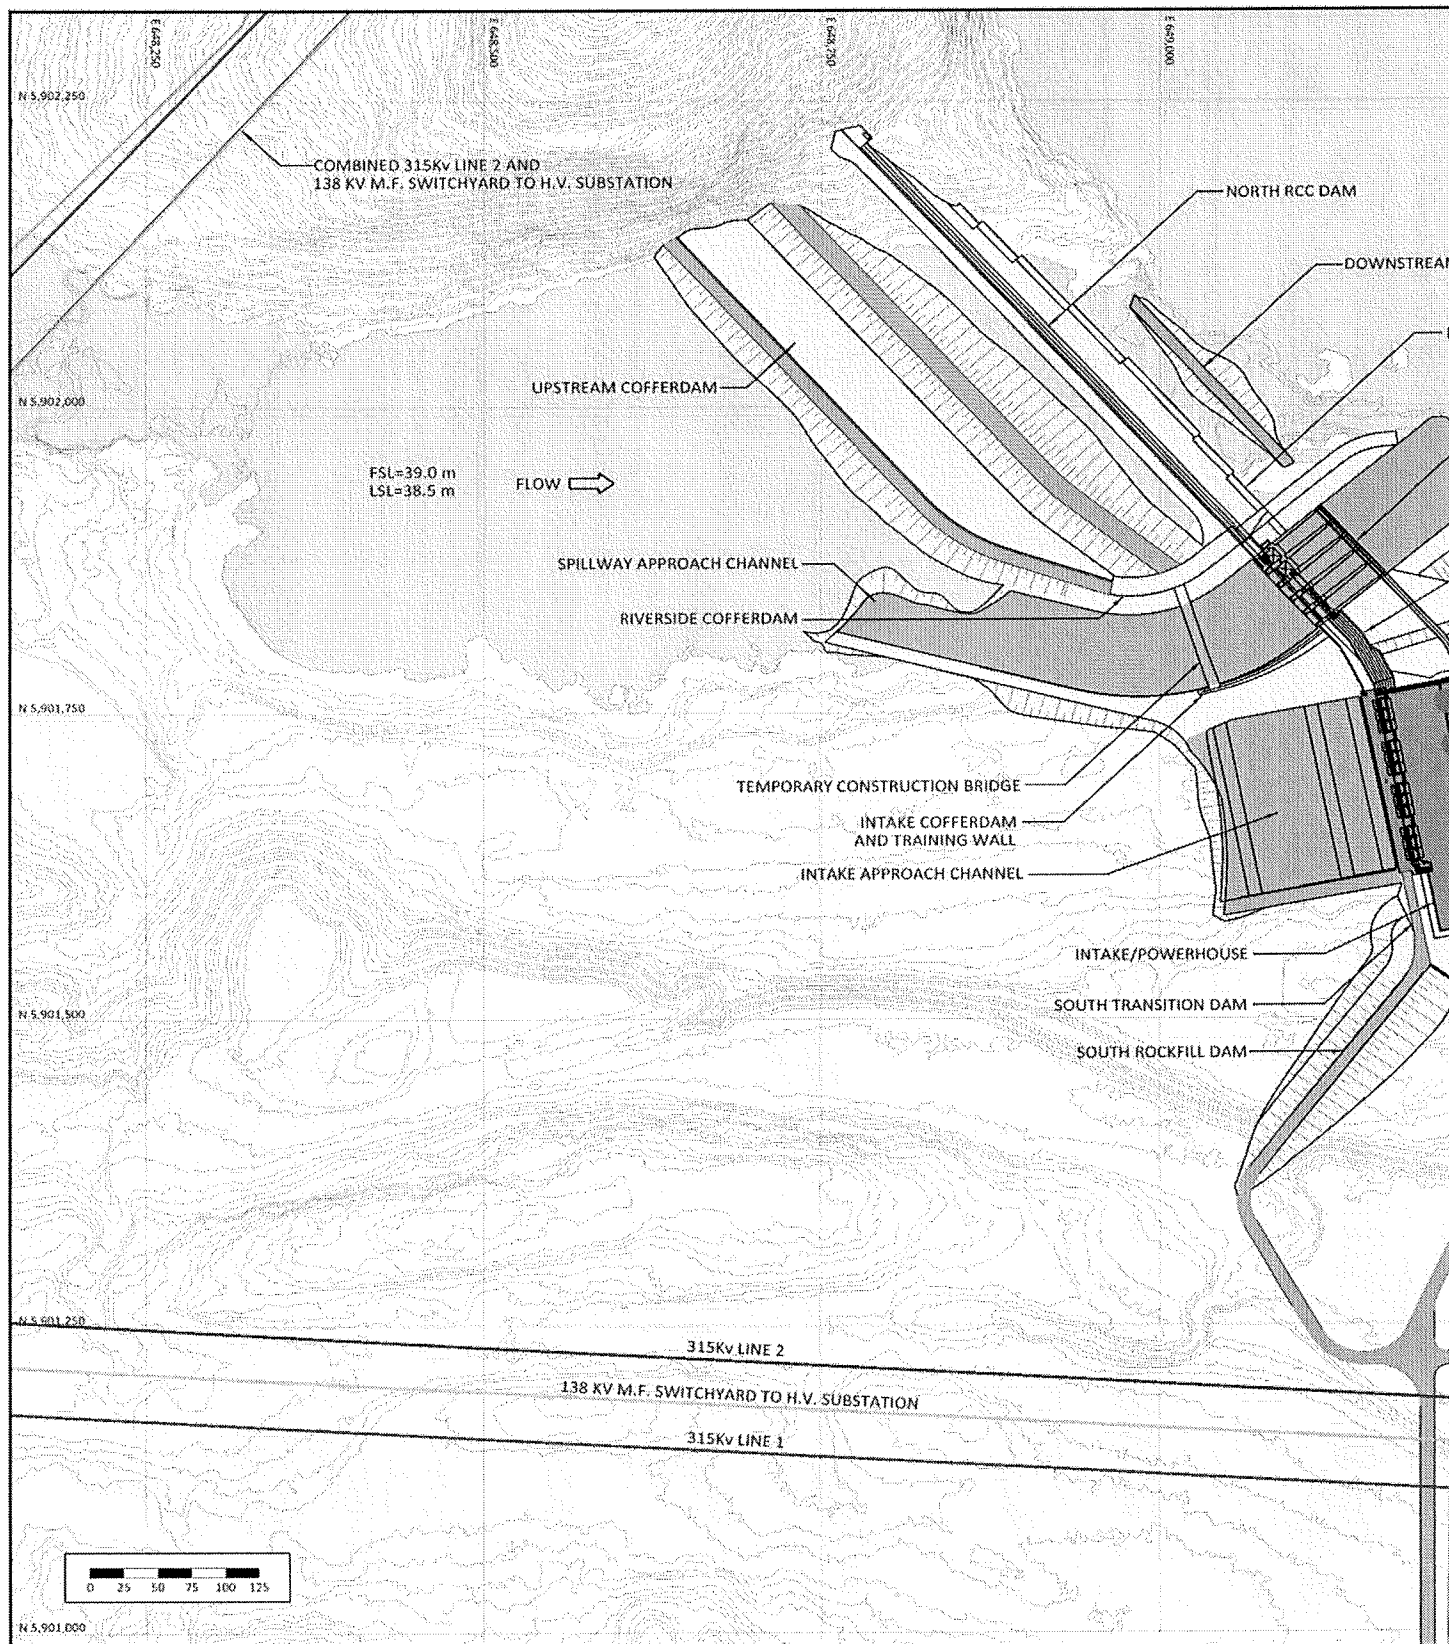 E 648,250
E 648,500
E 648,750
E 649,000
N 5,902,250
COMBINED 315Kv LINE 2 AND
138 KV M.F. SWITCHYARD TO H.V. SUBSTATION
NORTH RCC DAM
DOWNSTREAM
UPSTREAM COFFERDAM
N 5,902,000
FSL=39.0 m
LSL=38.5 m
FLOW
SPILLWAY APPROACH CHANNEL
RIVERSIDE COFFERDAM
N 5,901,750
TEMPORARY CONSTRUCTION BRIDGE
INTAKE COFFERDAM
AND TRAINING WALL
INTAKE APPROACH CHANNEL
INTAKE/POWERHOUSE
SOUTH TRANSITION DAM
N 5,901,500
SOUTH ROCKFILL DAM
N 5,901,250
315Kv LINE 2
138 KV M.F. SWITCHYARD TO H.V. SUBSTATION
315Kv LINE 1
0 25 50 75 100 125
N 5,901,000